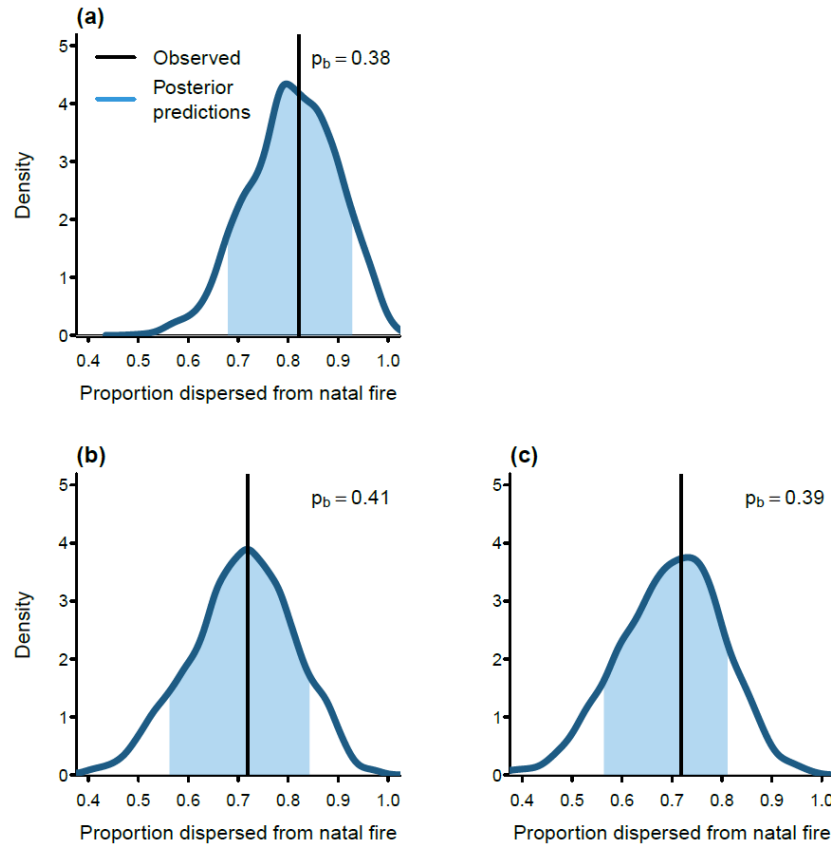 (a)
5
4
3
2
1
0
Density
Observed
Posterior
predictions
p_b = 0.38
0.4 0.5 0.6 0.7 0.8 0.9 1.0
Proportion dispersed from natal fire
(b)
5
4
3
2
1
0
Density
p_b = 0.41
0.4 0.5 0.6 0.7 0.8 0.9 1.0
Proportion dispersed from natal fire
(c)
5
4
3
2
1
0
p_b = 0.39
0.4 0.5 0.6 0.7 0.8 0.9 1.0
Proportion dispersed from natal fire